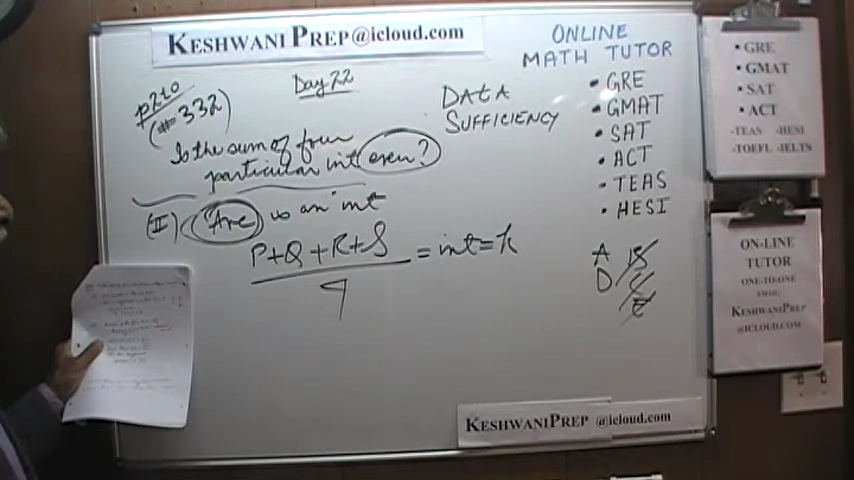 KESHWANI PREP@icloud.com
Day 22
p210
(#332)
Is the sum of four
particular int even?
(II) "Ave" is an int
P+Q+R+S = int = k
4
DATA
SUFFICIENCY
ONLINE
MATH TUTOR
• GRE
• GMAT
• SAT
• ACT
• TEAS
• HESI
A B
D C
E
• GRE
• GMAT
• SAT
• ACT
-TEAS -HESI
-TOEFL -IELTS
ON-LINE
TUTOR
ONE-TO-ONE
EMAIL:
KESHWANIPREP
@ICLOUD.COM
KESHWANIPREP@icloud.com